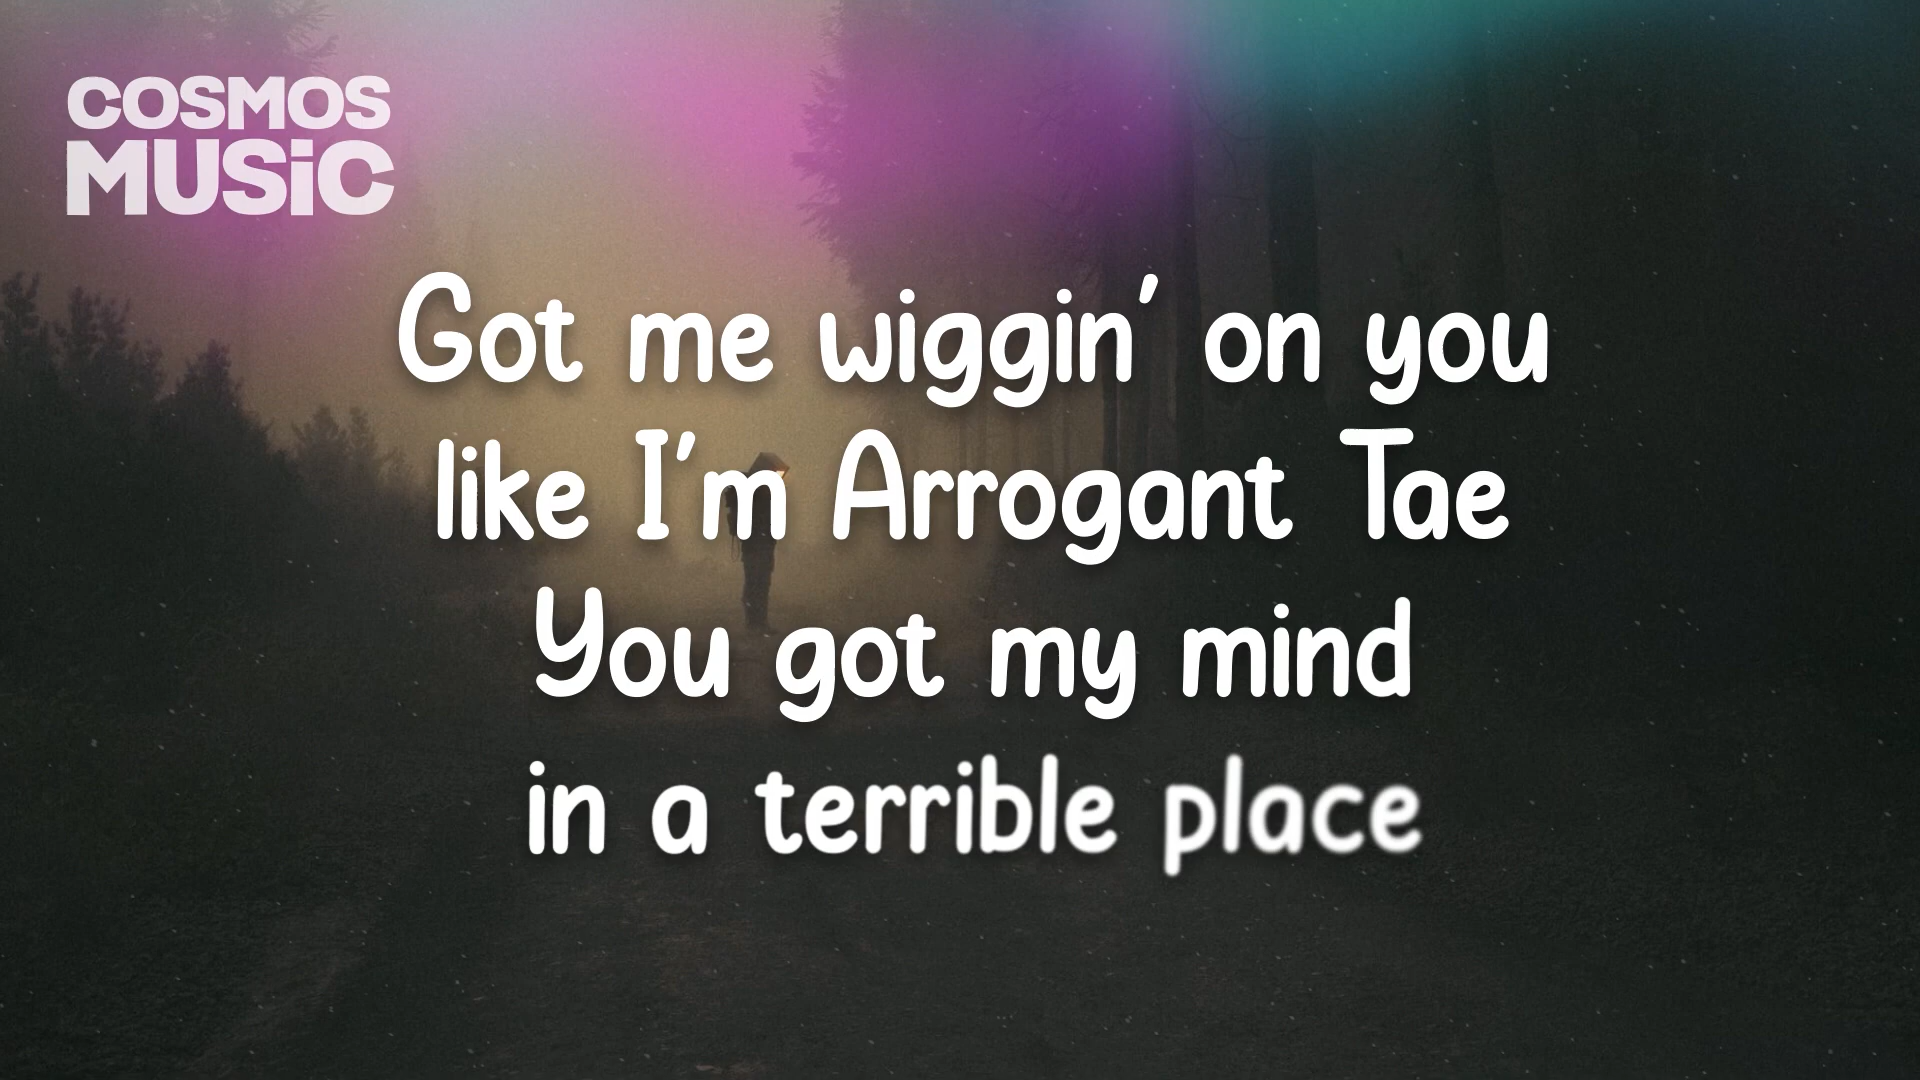 COSMOS
MUSiC
Got me wiggin' on you
like I'm Arrogant Tae
You got my mind
in a terrible place